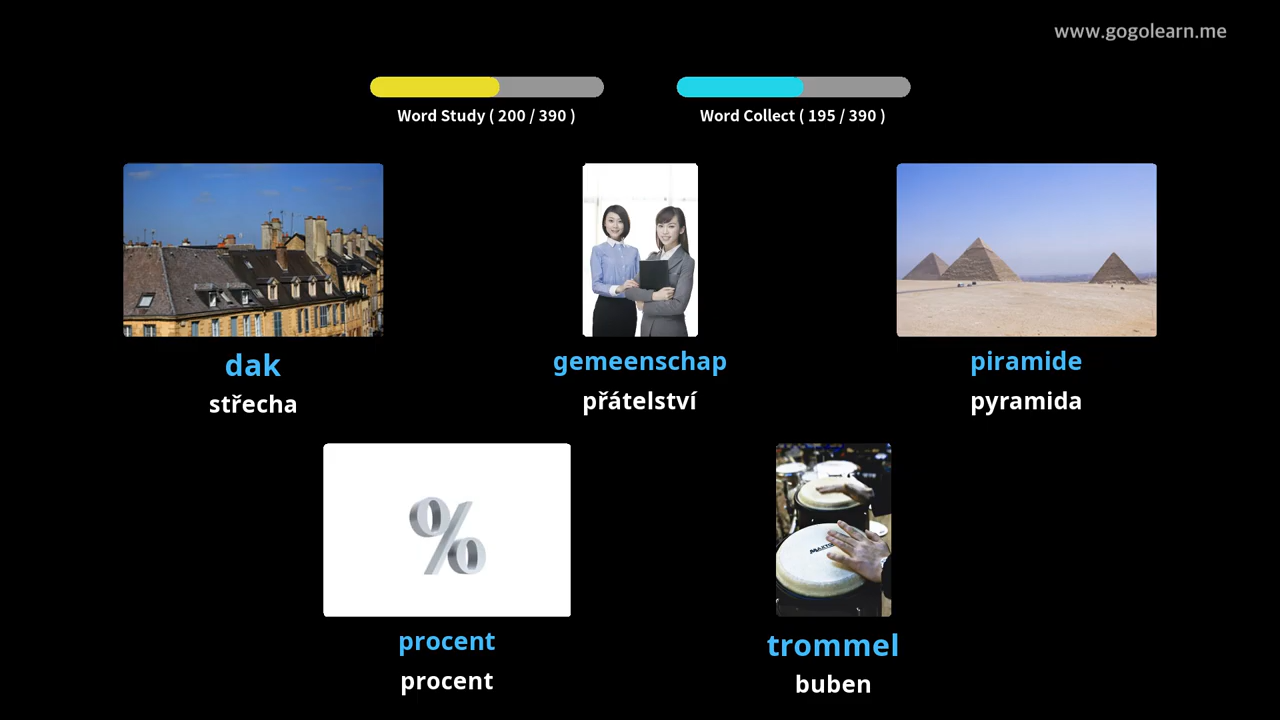 www.gogolearn.me
Word Study ( 200 / 390 )
Word Collect ( 195 / 390 )
dak
střecha
gemeenschap
přátelství
piramide
pyramida
%
procent
procent
trommel
buben